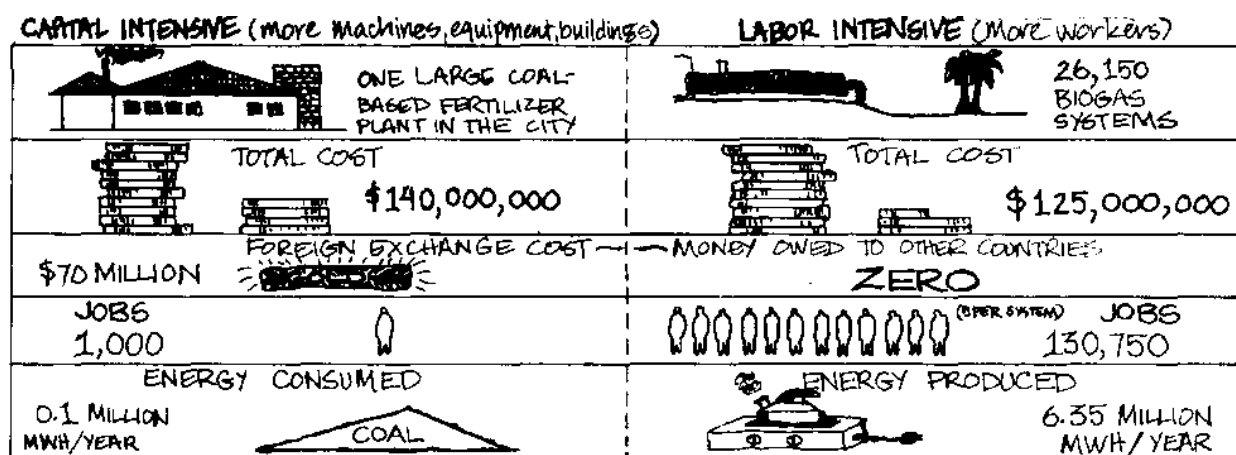 CAPITAL INTENSIVE (more machines, equipment, buildings)
LABOR INTENSIVE (More workers)
ONE LARGE COAL-
BASED FERTILIZER
PLANT IN THE CITY
26,150
BIOGAS
SYSTEMS
TOTAL COST
$140,000,000
TOTAL COST
$125,000,000
FOREIGN EXCHANGE COST — — MONEY OWED TO OTHER COUNTRIES
$70 MILLION
ZERO
JOBS
1,000
(5 PER SYSTEM) JOBS
130,750
ENERGY CONSUMED
0.1 MILLION
MWH/YEAR
COAL
ENERGY PRODUCED
6.35 MILLION
MWH/YEAR